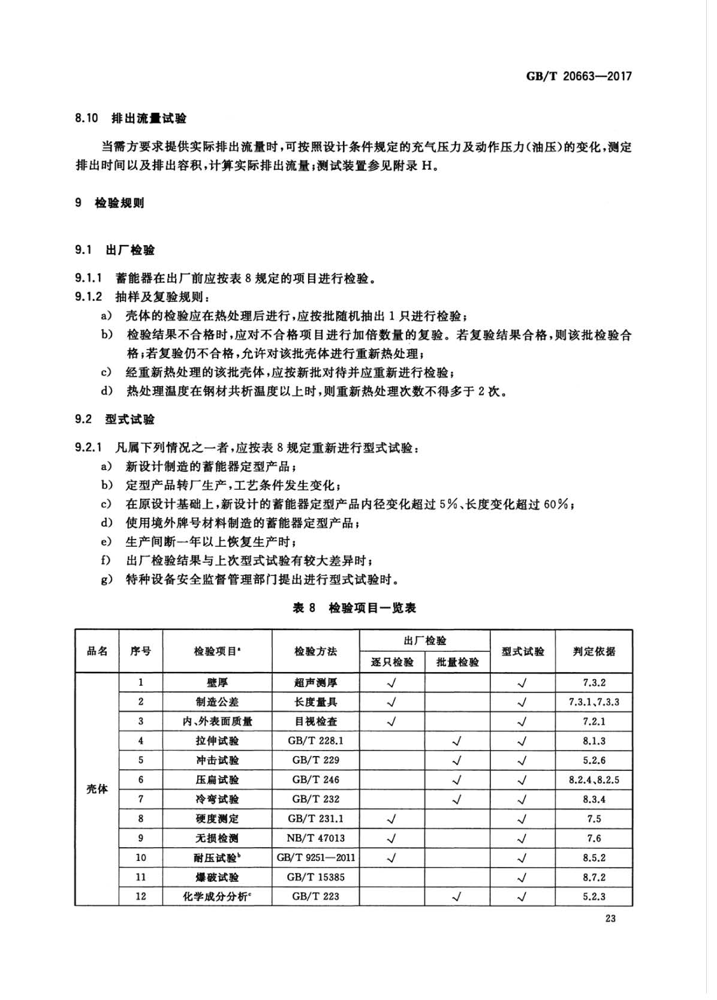 GB/T 20663—2017
8.10 排出流量试验
当需方要求提供实际排出流量时,可按照设计条件规定的充气压力及动作压力(油压)的变化,测定
排出时间以及排出容积,计算实际排出流量;测试装置参见附录 H。
9 检验规则
9.1 出厂检验
9.1.1 蓄能器在出厂前应按表 8 规定的项目进行检验。
9.1.2 抽样及复验规则:
a) 壳体的检验应在热处理后进行,应按批随机抽出 1 只进行检验;
b) 检验结果不合格时,应对不合格项目进行加倍数量的复验。若复验结果合格,则该批检验合
格;若复验仍不合格,允许对该批壳体进行重新热处理;
c) 经重新热处理的该批壳体,应按新批对待并应重新进行检验;
d) 热处理温度在钢材共析温度以上时,则重新热处理次数不得多于 2 次。
9.2 型式试验
9.2.1 凡属下列情况之一者,应按表 8 规定重新进行型式试验:
a) 新设计制造的蓄能器定型产品;
b) 定型产品转厂生产,工艺条件发生变化;
c) 在原设计基础上,新设计的蓄能器定型产品内径变化超过 5%、长度变化超过 60%;
d) 使用境外牌号材料制造的蓄能器定型产品;
e) 生产间断一年以上恢复生产时;
f) 出厂检验结果与上次型式试验有较大差异时;
g) 特种设备安全监督管理部门提出进行型式试验时。
表 8 检验项目一览表
品名 序号 检验项目ᵃ 检验方法 出厂检验 型式试验 判定依据
逐只检验 批量检验
壳体
1 壁厚 超声测厚 √ √ 7.3.2
2 制造公差 长度量具 √ √ 7.3.1、7.3.3
3 内、外表面质量 目视检查 √ √ 7.2.1
4 拉伸试验 GB/T 228.1 √ √ 8.1.3
5 冲击试验 GB/T 229 √ √ 5.2.6
6 压扁试验 GB/T 246 √ √ 8.2.4、8.2.5
7 冷弯试验 GB/T 232 √ √ 8.3.4
8 硬度测定 GB/T 231.1 √ √ 7.5
9 无损检测 NB/T 47013 √ √ 7.6
10 耐压试验ᵇ GB/T 9251—2011 √ √ 8.5.2
11 爆破试验 GB/T 15385 √ 8.7.2
12 化学成分分析ᶜ GB/T 223 √ √ 5.2.3
23